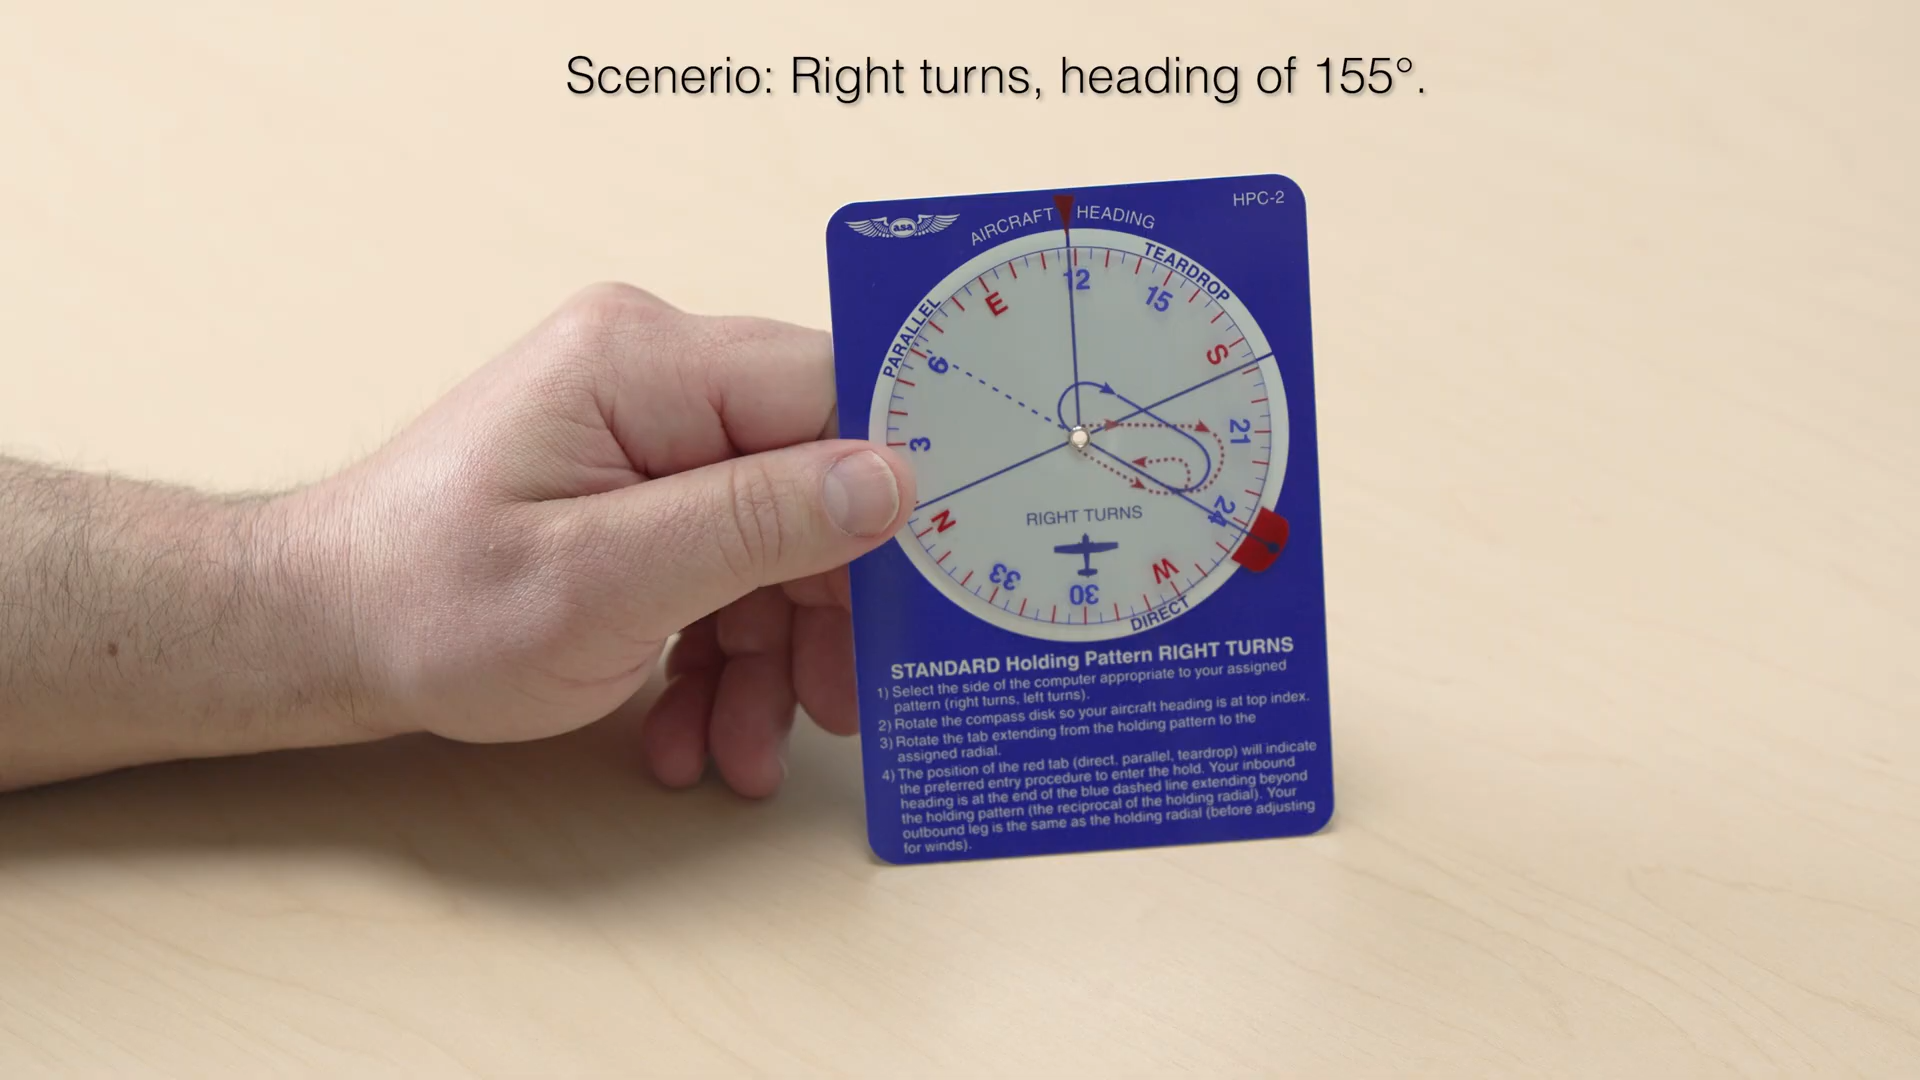 Scenerio: Right turns, heading of 155°.
HPC-2
asa
AIRCRAFT HEADING
TEARDROP
PARALLEL
12
15
E
S
6
21
3
24
N
W
33
30
RIGHT TURNS
DIRECT
STANDARD Holding Pattern RIGHT TURNS
1) Select the side of the computer appropriate to your assigned
pattern (right turns, left turns).
2) Rotate the compass disk so your aircraft heading is at top index.
3) Rotate the tab extending from the holding pattern to the
assigned radial.
4) The position of the red tab (direct, parallel, teardrop) will indicate
the preferred entry procedure to enter the hold. Your inbound
heading is at the end of the blue dashed line extending beyond
the holding pattern (the reciprocal of the holding radial). Your
outbound leg is the same as the holding radial (before adjusting
for winds).